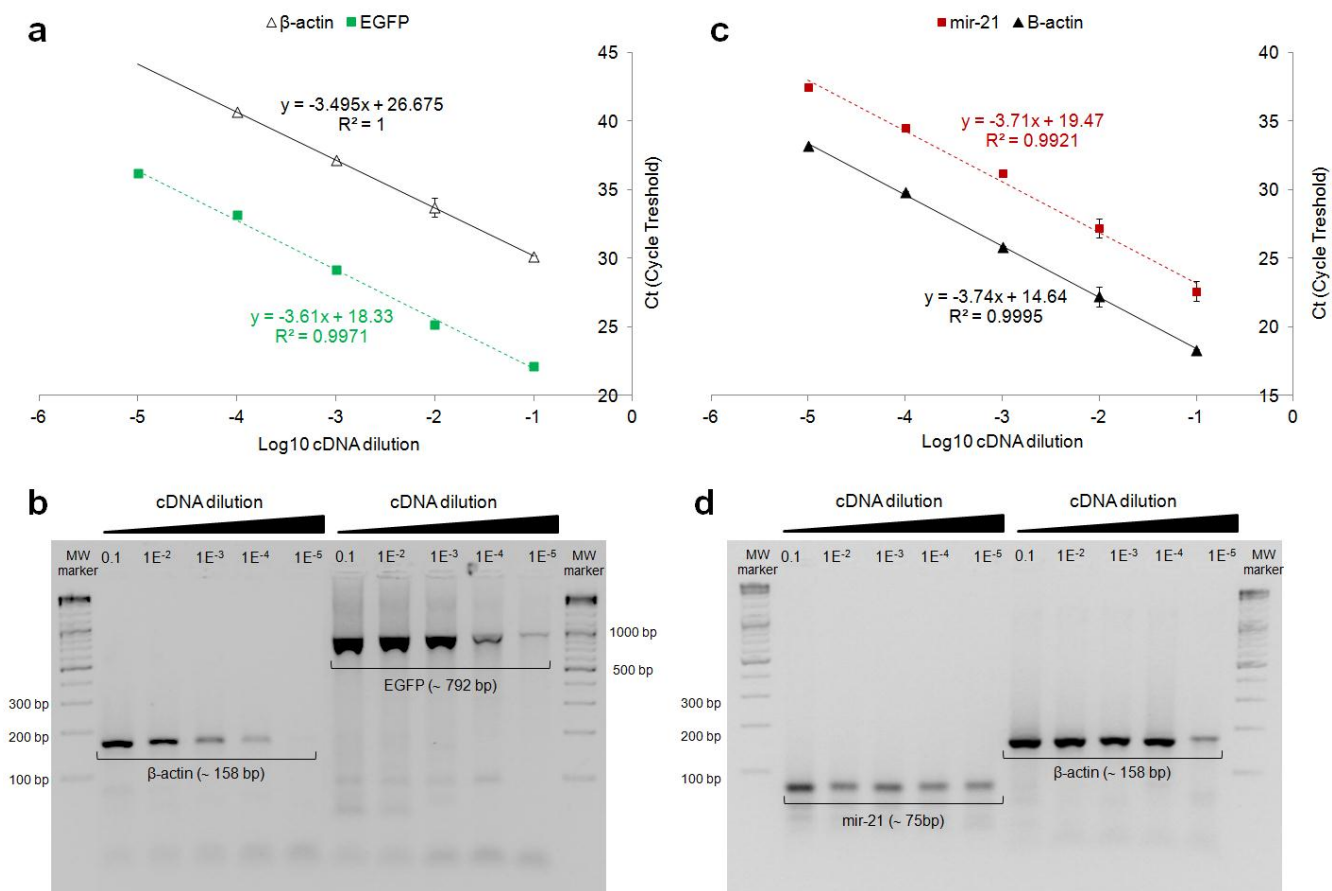 a
△ β-actin ■ EGFP
45
40
35
30
25
20
y = -3.495x + 26.675
R² = 1
y = -3.61x + 18.33
R² = 0.9971
Ct (Cycle Treshold)
-6 -5 -4 -3 -2 -1 0
Log10 cDNA dilution
c
■ mir-21 ▲ B-actin
40
35
30
25
20
15
y = -3.71x + 19.47
R² = 0.9921
y = -3.74x + 14.64
R² = 0.9995
Ct (Cycle Treshold)
-6 -5 -4 -3 -2 -1 0
Log10 cDNA dilution
b
cDNA dilution cDNA dilution
MW
marker
0.1 1E⁻² 1E⁻³ 1E⁻⁴ 1E⁻⁵
0.1 1E⁻² 1E⁻³ 1E⁻⁴ 1E⁻⁵
MW
marker
1000 bp
500 bp
EGFP (~ 792 bp)
300 bp
200 bp
100 bp
β-actin (~ 158 bp)
d
cDNA dilution cDNA dilution
MW
marker
0.1 1E⁻² 1E⁻³ 1E⁻⁴ 1E⁻⁵
0.1 1E⁻² 1E⁻³ 1E⁻⁴ 1E⁻⁵
MW
marker
300 bp
200 bp
100 bp
β-actin (~ 158 bp)
mir-21 (~ 75bp)